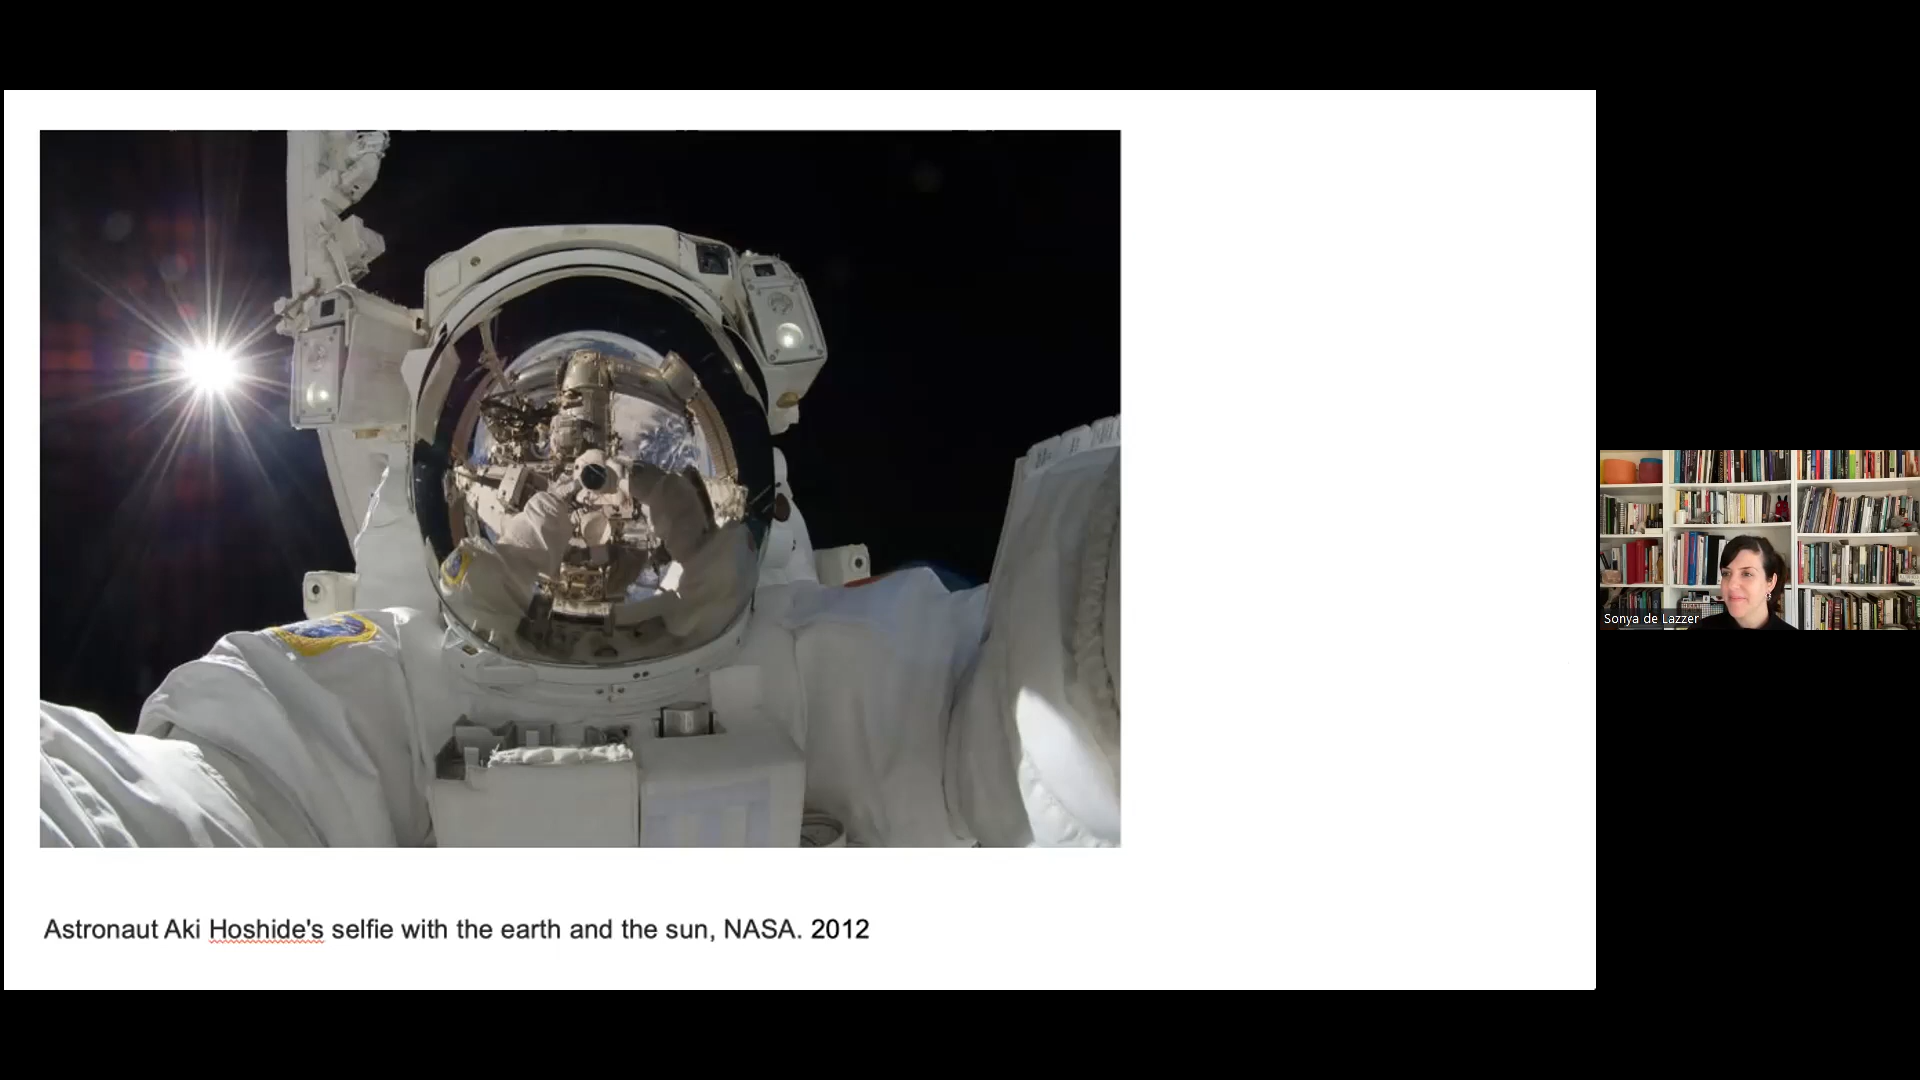 Astronaut Aki Hoshide's selfie with the earth and the sun, NASA. 2012
Sonya de Lazzer